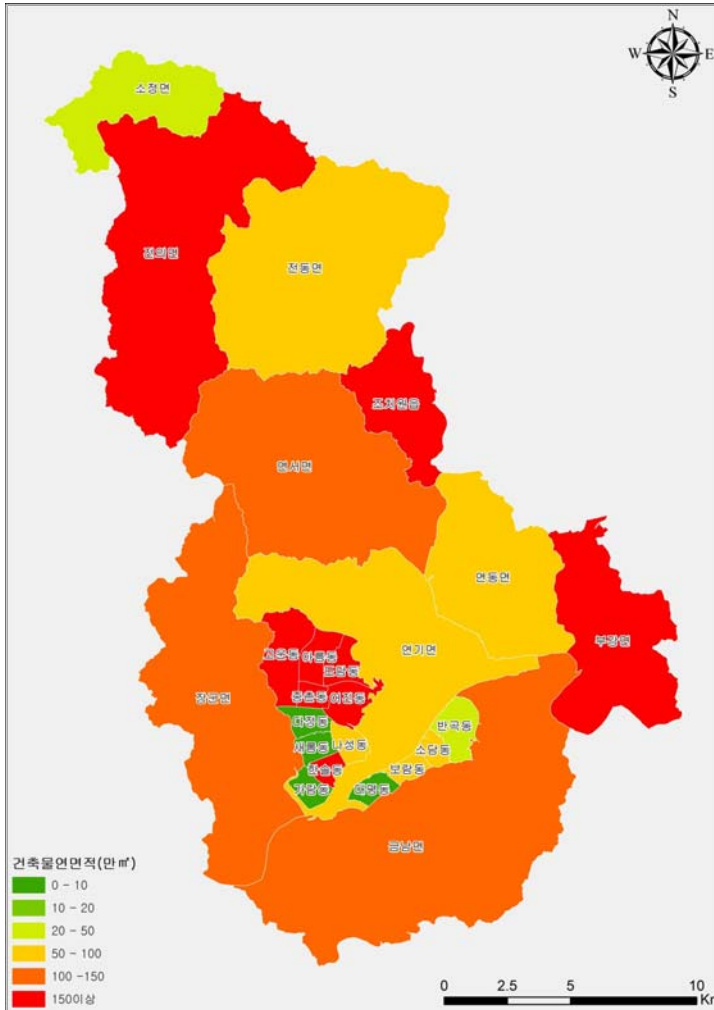 N
W
E
S
소정면
전의면
전동면
조치원읍
연서면
연동면
부강면
연기면
고운동
아름동
도담동
장군면
종촌동
어진동
다정동
반곡동
새롬동
나성동
소담동
한솔동
보람동
가람동
대평동
금남면
건축물연면적(만㎡)
0 - 10
10 - 20
20 - 50
50 - 100
100 -150
150이상
0
2.5
5
10
Km